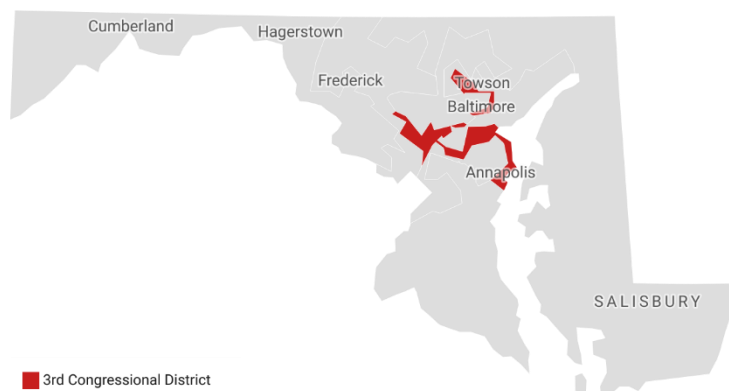 Cumberland
Hagerstown
Frederick
Towson
Baltimore
Annapolis
SALISBURY
3rd Congressional District